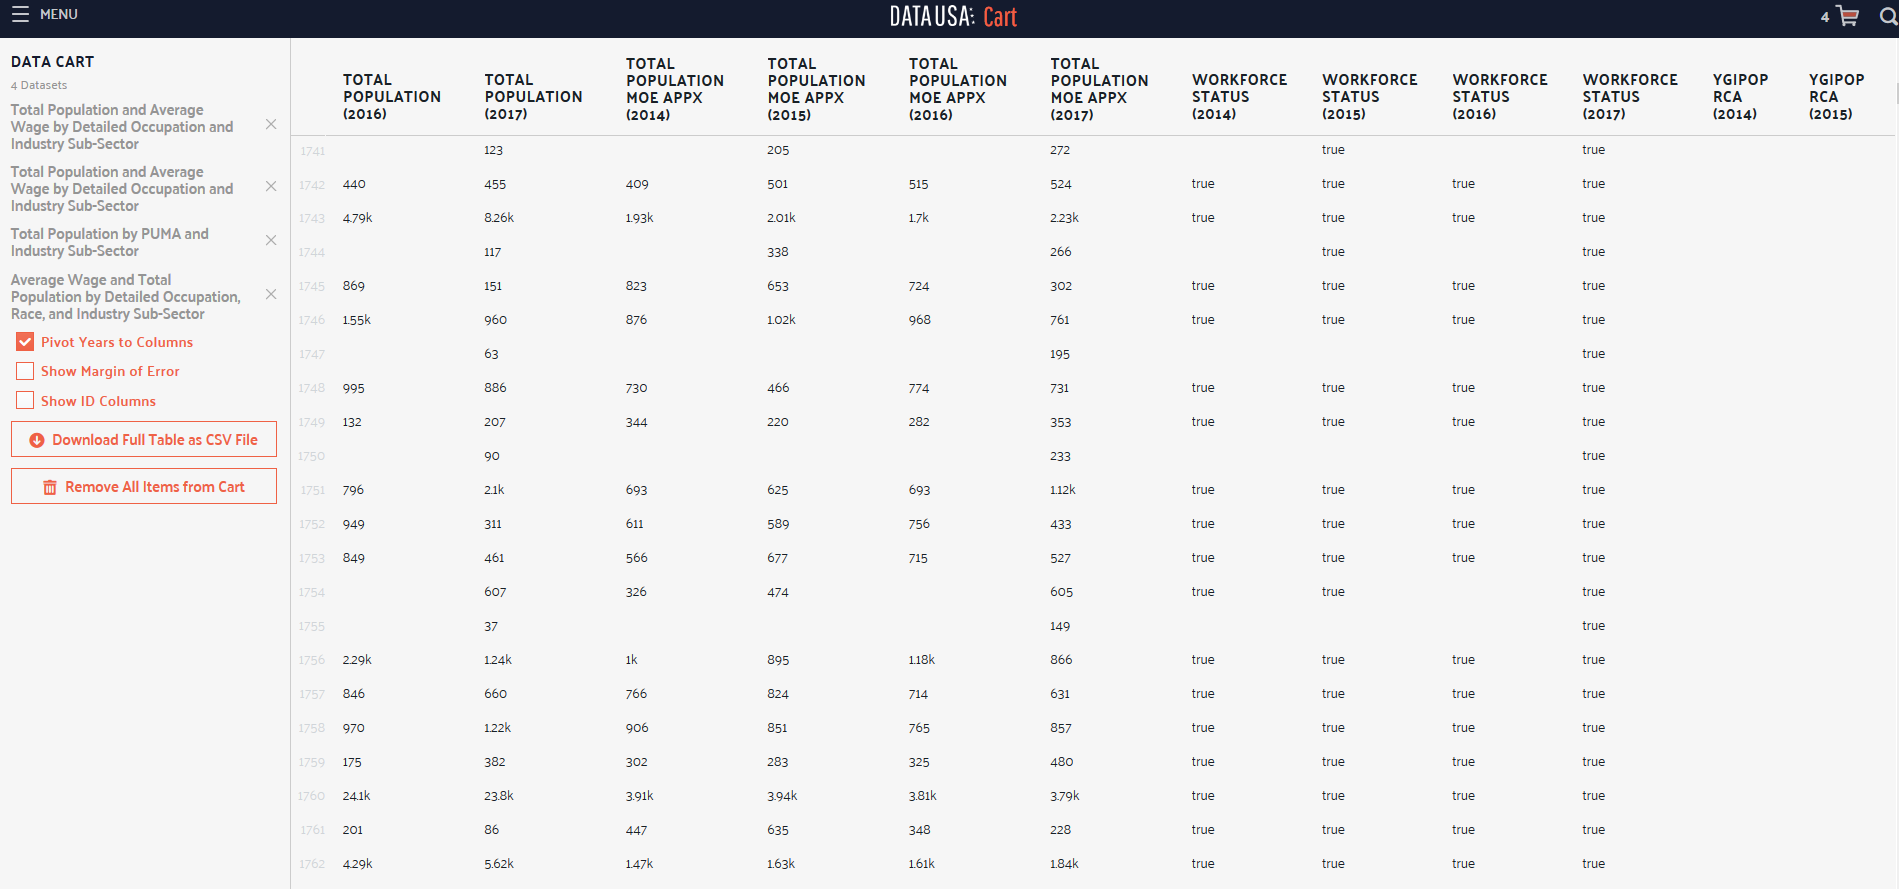 MENU
DATA USA: Cart
4
DATA CART
4 Datasets
Total Population and Average
Wage by Detailed Occupation and
Industry Sub-Sector
Total Population and Average
Wage by Detailed Occupation and
Industry Sub-Sector
Total Population by PUMA and
Industry Sub-Sector
Average Wage and Total
Population by Detailed Occupation,
Race, and Industry Sub-Sector
Pivot Years to Columns
Show Margin of Error
Show ID Columns
Download Full Table as CSV File
Remove All Items from Cart
TOTAL POPULATION (2016) TOTAL POPULATION (2017) TOTAL POPULATION MOE APPX (2014) TOTAL POPULATION MOE APPX (2015) TOTAL POPULATION MOE APPX (2016) TOTAL POPULATION MOE APPX (2017) WORKFORCE STATUS (2014) WORKFORCE STATUS (2015) WORKFORCE STATUS (2016) WORKFORCE STATUS (2017) YGIPOP RCA (2014) YGIPOP RCA (2015)
1741 123 205 272 true true
1742 440 455 409 501 515 524 true true true true
1743 4.79k 8.26k 1.93k 2.01k 1.7k 2.23k true true true true
1744 117 338 266 true true
1745 869 151 823 653 724 302 true true true true
1746 1.55k 960 876 1.02k 968 761 true true true true
1747 63 195 true
1748 995 886 730 466 774 731 true true true true
1749 132 207 344 220 282 353 true true true true
1750 90 233 true
1751 796 2.1k 693 625 693 1.12k true true true true
1752 949 311 611 589 756 433 true true true true
1753 849 461 566 677 715 527 true true true true
1754 607 326 474 605 true true true
1755 37 149 true
1756 2.29k 1.24k 1k 895 1.18k 866 true true true true
1757 846 660 766 824 714 631 true true true true
1758 970 1.22k 906 851 765 857 true true true true
1759 175 382 302 283 325 480 true true true true
1760 24.1k 23.8k 3.91k 3.94k 3.81k 3.79k true true true true
1761 201 86 447 635 348 228 true true true true
1762 4.29k 5.62k 1.47k 1.63k 1.61k 1.84k true true true true